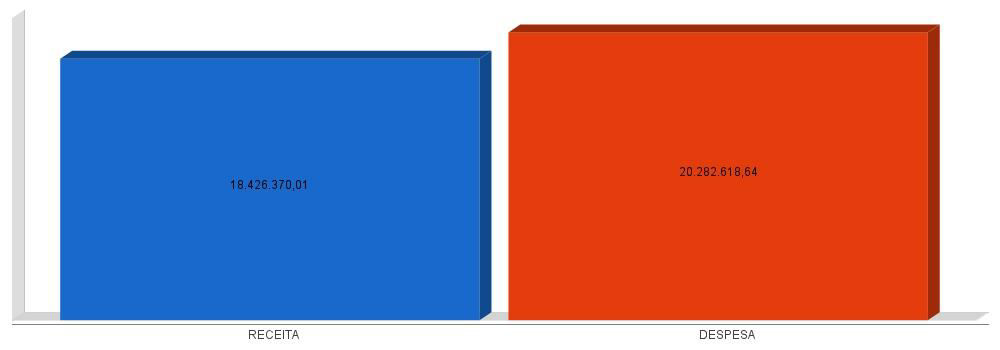 18.426.370,01
20.282.618,64
RECEITA
DESPESA